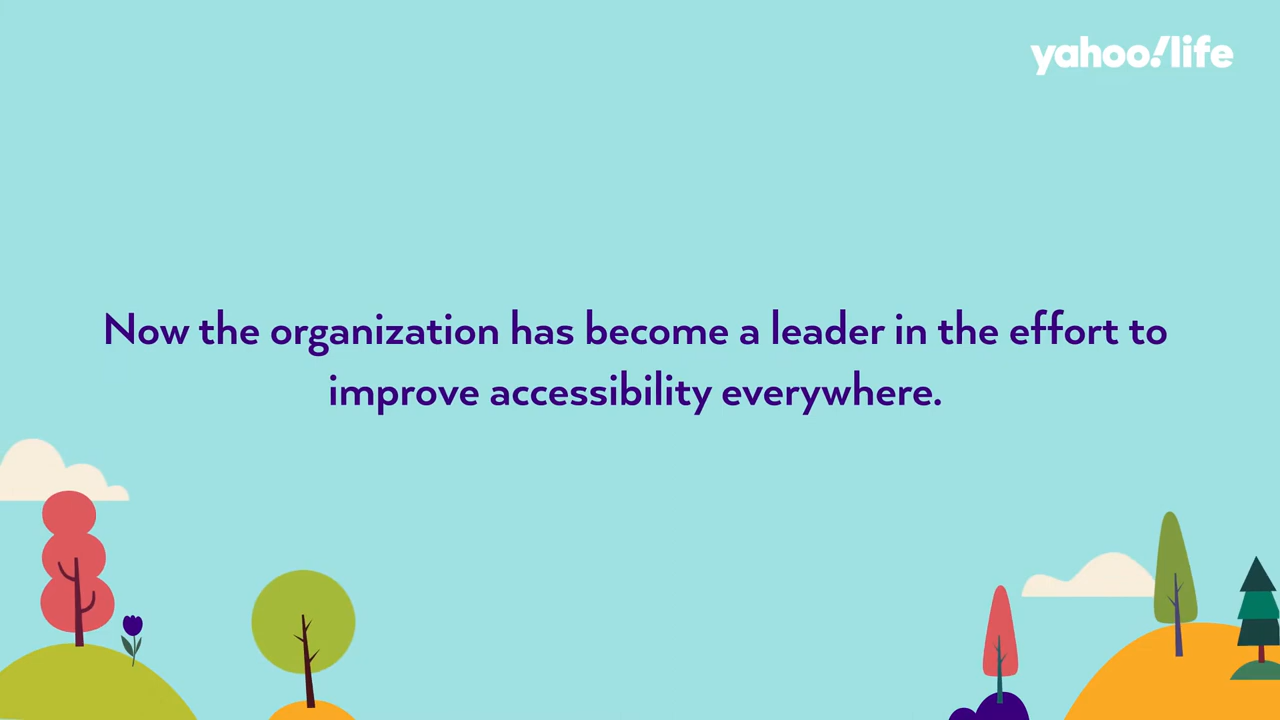 yahoo!life
Now the organization has become a leader in the effort to
improve accessibility everywhere.